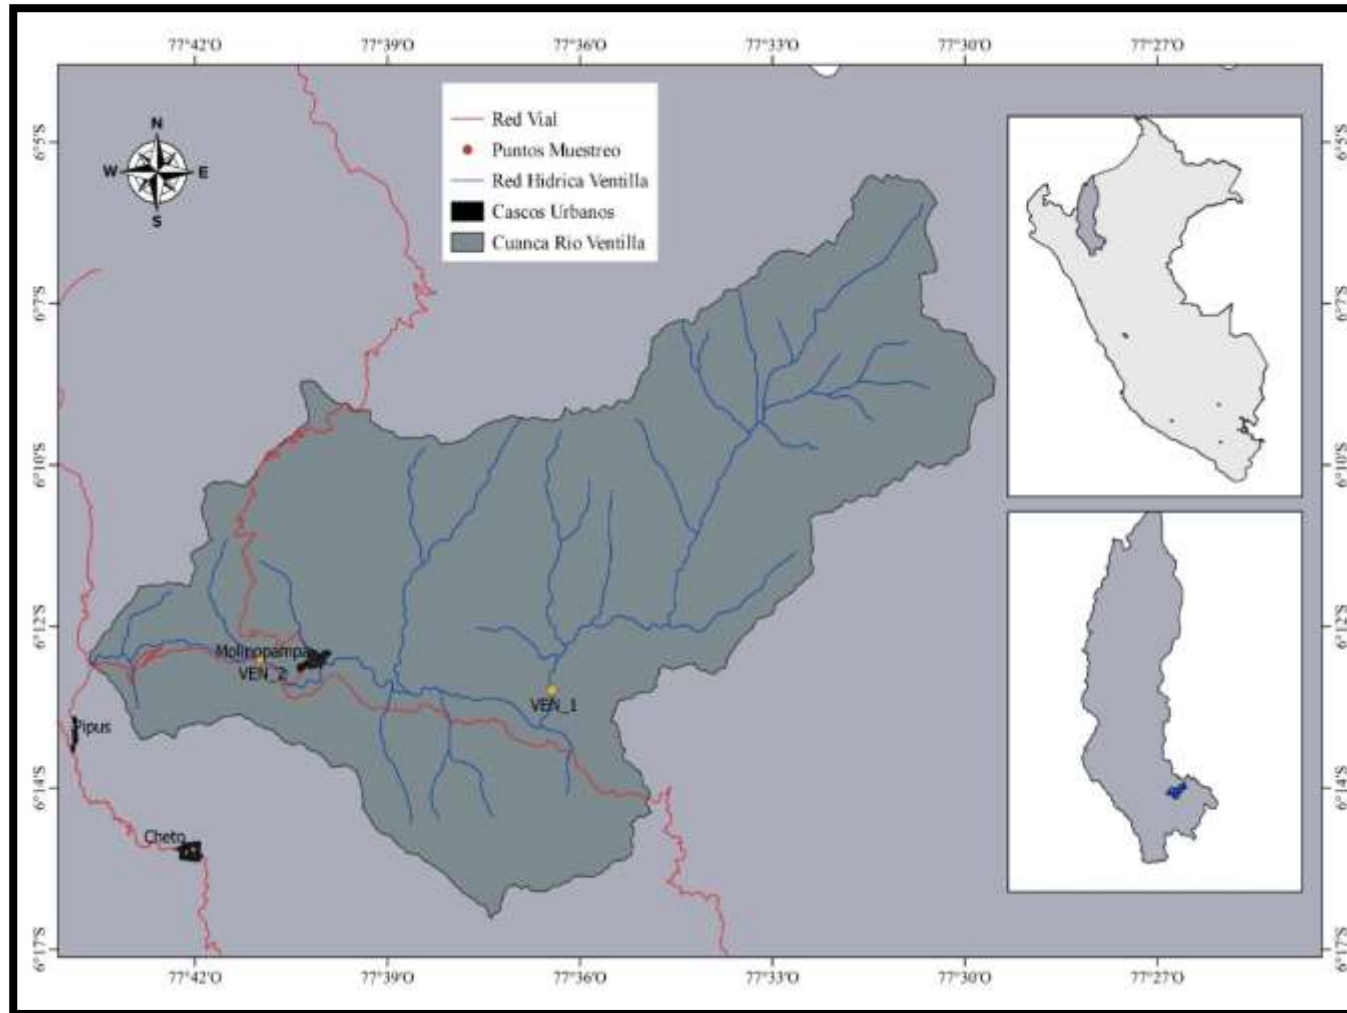 77°42'O 77°39'O 77°36'O 77°33'O 77°30'O 77°27'O
Red Vial
Puntos Muestreo
Red Hidrica Ventilla
Cascos Urbanos
Cuanca Rio Ventilla
N
W E
S
6°5'S 6°5'S
6°7'S 6°7'S
6°10'S 6°10'S
6°12'S 6°12'S
Molinopampa
VEN_2
VEN_1
Pipus
6°14'S 6°14'S
Cheto
6°17'S 6°17'S
77°42'O 77°39'O 77°36'O 77°33'O 77°30'O 77°27'O